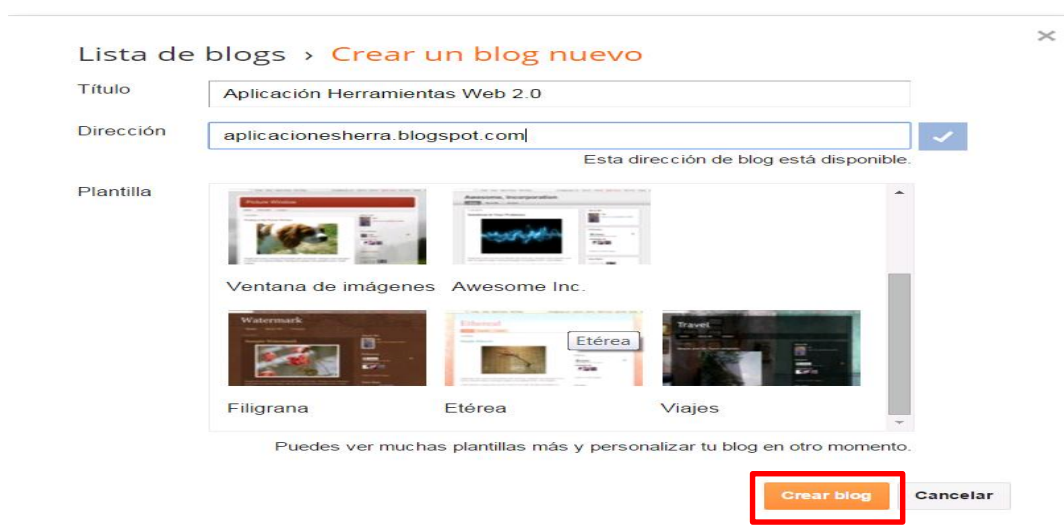 Lista de blogs › Crear un blog nuevo
Título
Aplicación Herramientas Web 2.0
Dirección
aplicacionesherra.blogspot.com
Esta dirección de blog está disponible.
Plantilla
Picture Window
Awesome, Incorporation
Ventana de imágenes Awesome Inc.
Watermark
Ethereal
Travel
Etérea
Filigrana Etérea Viajes
Puedes ver muchas plantillas más y personalizar tu blog en otro momento.
Crear blog Cancelar